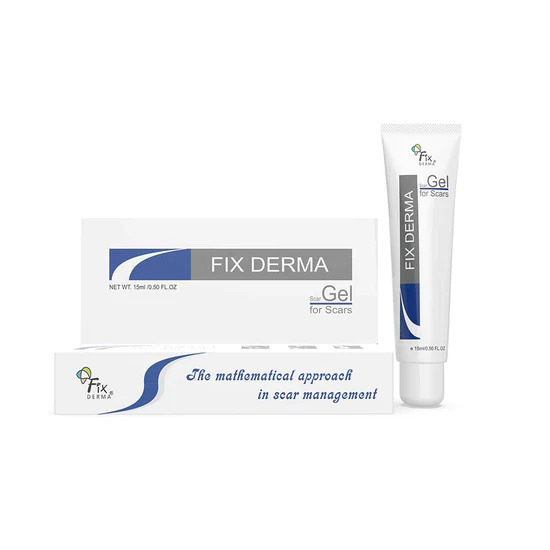 FIX DERMA
NET WT. 15ml /0.50 FL.OZ
Scar Gel
for Scars
Fix
DERMA
The mathematical approach
in scar management
Fix
DERMA
Scar Gel
for Scars
FIX DERMA
e 15ml/0.50 FL.OZ